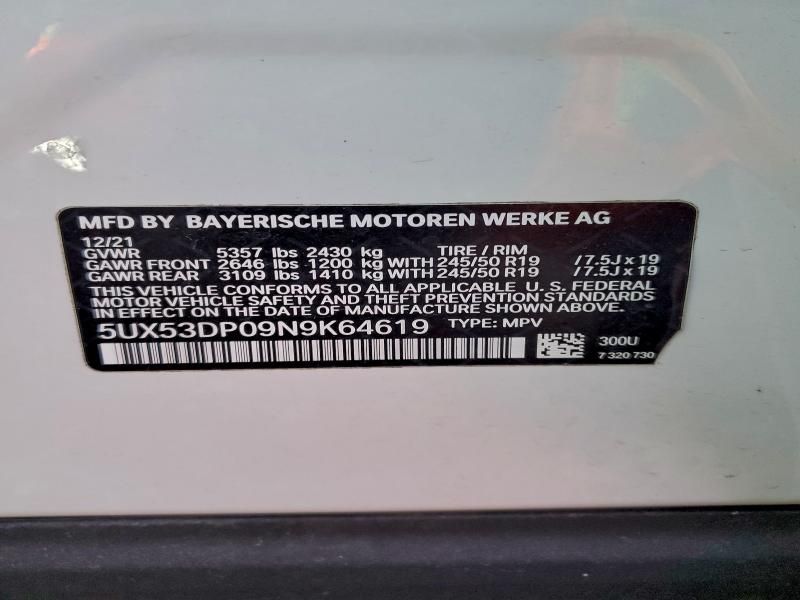 MFD BY BAYERISCHE MOTOREN WERKE AG
12/21
GVWR 5357 lbs 2430 kg TIRE / RIM
GAWR FRONT 2646 lbs 1200 kg WITH 245/50 R19 /7.5J x 19
GAWR REAR 3109 lbs 1410 kg WITH 245/50 R19 /7.5J x 19
THIS VEHICLE CONFORMS TO ALL APPLICABLE U. S. FEDERAL
MOTOR VEHICLE SAFETY AND THEFT PREVENTION STANDARDS
IN EFFECT ON THE DATE OF MANUFACTURE SHOWN ABOVE.
5UX53DP09N9K64619 TYPE: MPV
300U
7 320 730